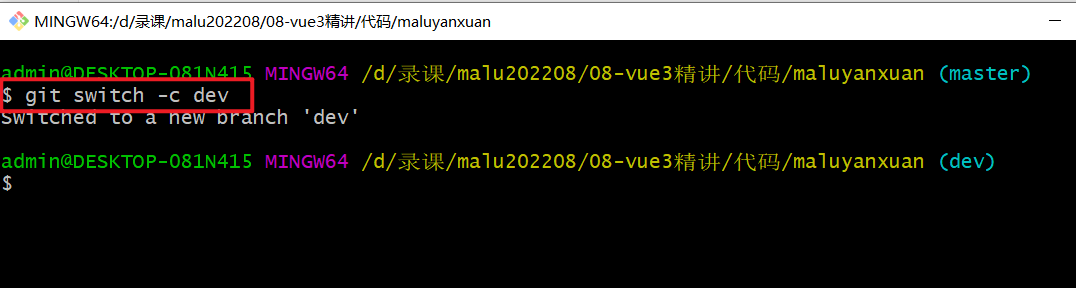 MINGW64:/d/录课/malu202208/08-vue3精讲/代码/maluyanxuan
admin@DESKTOP-081N415 MINGW64 /d/录课/malu202208/08-vue3精讲/代码/maluyanxuan (master)
$ git switch -c dev
Switched to a new branch 'dev'
admin@DESKTOP-081N415 MINGW64 /d/录课/malu202208/08-vue3精讲/代码/maluyanxuan (dev)
$